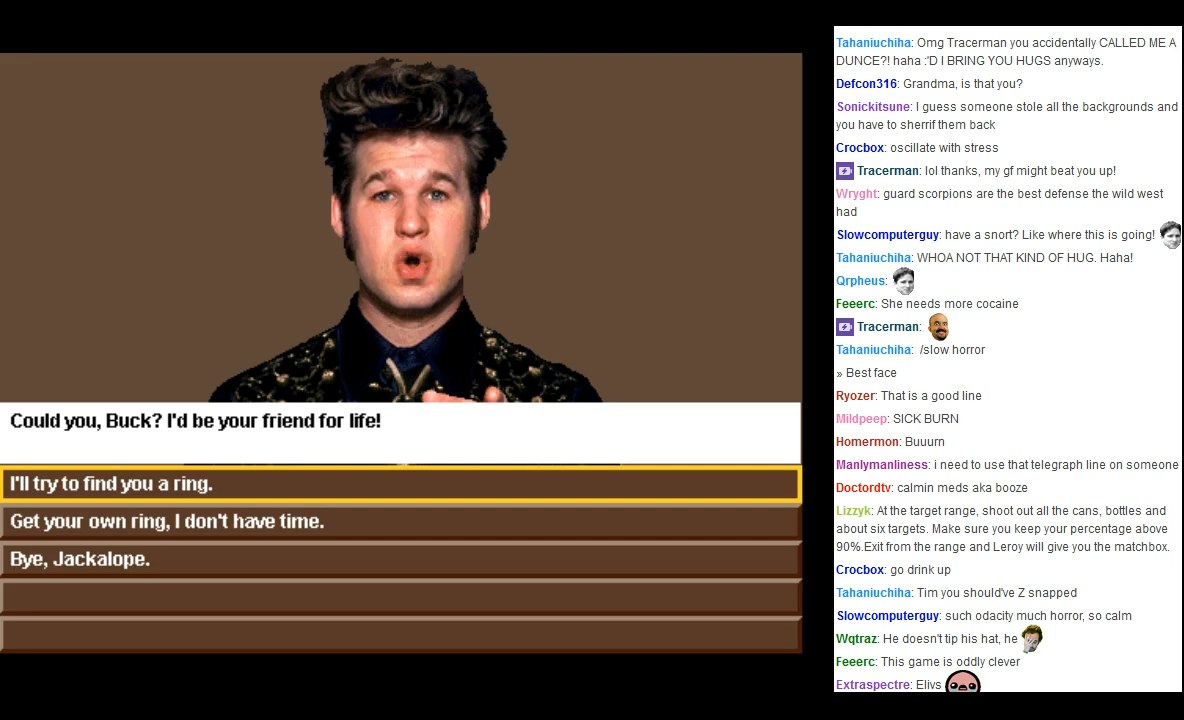 Could you, Buck? I'd be your friend for life!
I'll try to find you a ring.
Get your own ring, I don't have time.
Bye, Jackalope.
Tahaniuchiha: Omg Tracerman you accidentally CALLED ME A
DUNCE?! haha :'D I BRING YOU HUGS anyways.
Defcon316: Grandma, is that you?
Sonickitsune: I guess someone stole all the backgrounds and
you have to sherrif them back
Crocbox: oscillate with stress
Tracerman: lol thanks, my gf might beat you up!
Wryght: guard scorpions are the best defense the wild west
had
Slowcomputerguy: have a snort? Like where this is going!
Tahaniuchiha: WHOA NOT THAT KIND OF HUG. Haha!
Qrpheus:
Feeerc: She needs more cocaine
Tracerman:
Tahaniuchiha: /slow horror
» Best face
Ryozer: That is a good line
Mildpeep: SICK BURN
Homermon: Buuurn
Manlymanliness: i need to use that telegraph line on someone
Doctordtv: calmin meds aka booze
Lizzyk: At the target range, shoot out all the cans, bottles and
about six targets. Make sure you keep your percentage above
90%.Exit from the range and Leroy will give you the matchbox.
Crocbox: go drink up
Tahaniuchiha: Tim you should've Z snapped
Slowcomputerguy: such odacity much horror, so calm
Wqtraz: He doesn't tip his hat, he
Feeerc: This game is oddly clever
Extraspectre: Elivs